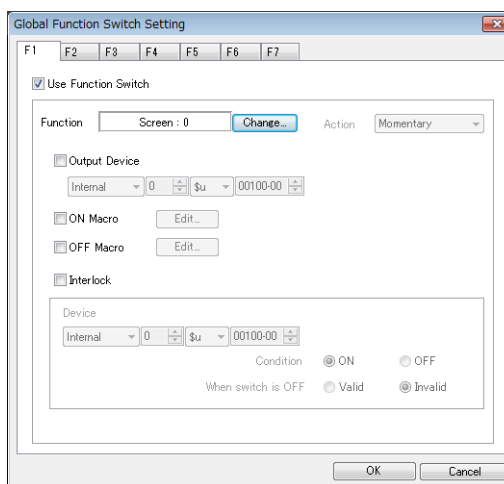 Global Function Switch Setting
F1 F2 F3 F4 F5 F6 F7
Use Function Switch
Function Screen : 0 Change... Action Momentary
Output Device
Internal 0 $u 00100-00
ON Macro Edit...
OFF Macro Edit...
Interlock
Device
Internal 0 $u 00100-00
Condition ON OFF
When switch is OFF Valid Invalid
OK Cancel